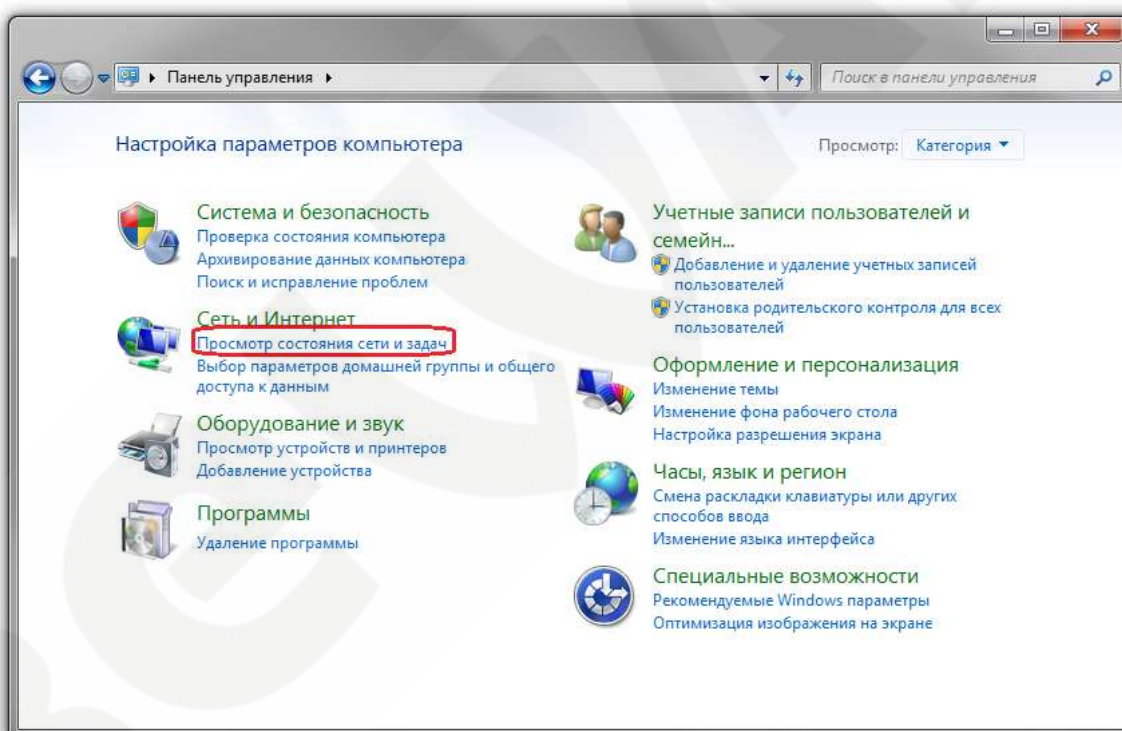 Панель управления
Поиск в панели управления
Настройка параметров компьютера
Просмотр: Категория
Система и безопасность
Проверка состояния компьютера
Архивирование данных компьютера
Поиск и исправление проблем
Сеть и Интернет
Просмотр состояния сети и задач
Выбор параметров домашней группы и общего
доступа к данным
Оборудование и звук
Просмотр устройств и принтеров
Добавление устройства
Программы
Удаление программы
Учетные записи пользователей и
семейн...
Добавление и удаление учетных записей
пользователей
Установка родительского контроля для всех
пользователей
Оформление и персонализация
Изменение темы
Изменение фона рабочего стола
Настройка разрешения экрана
Часы, язык и регион
Смена раскладки клавиатуры или других
способов ввода
Изменение языка интерфейса
Специальные возможности
Рекомендуемые Windows параметры
Оптимизация изображения на экране